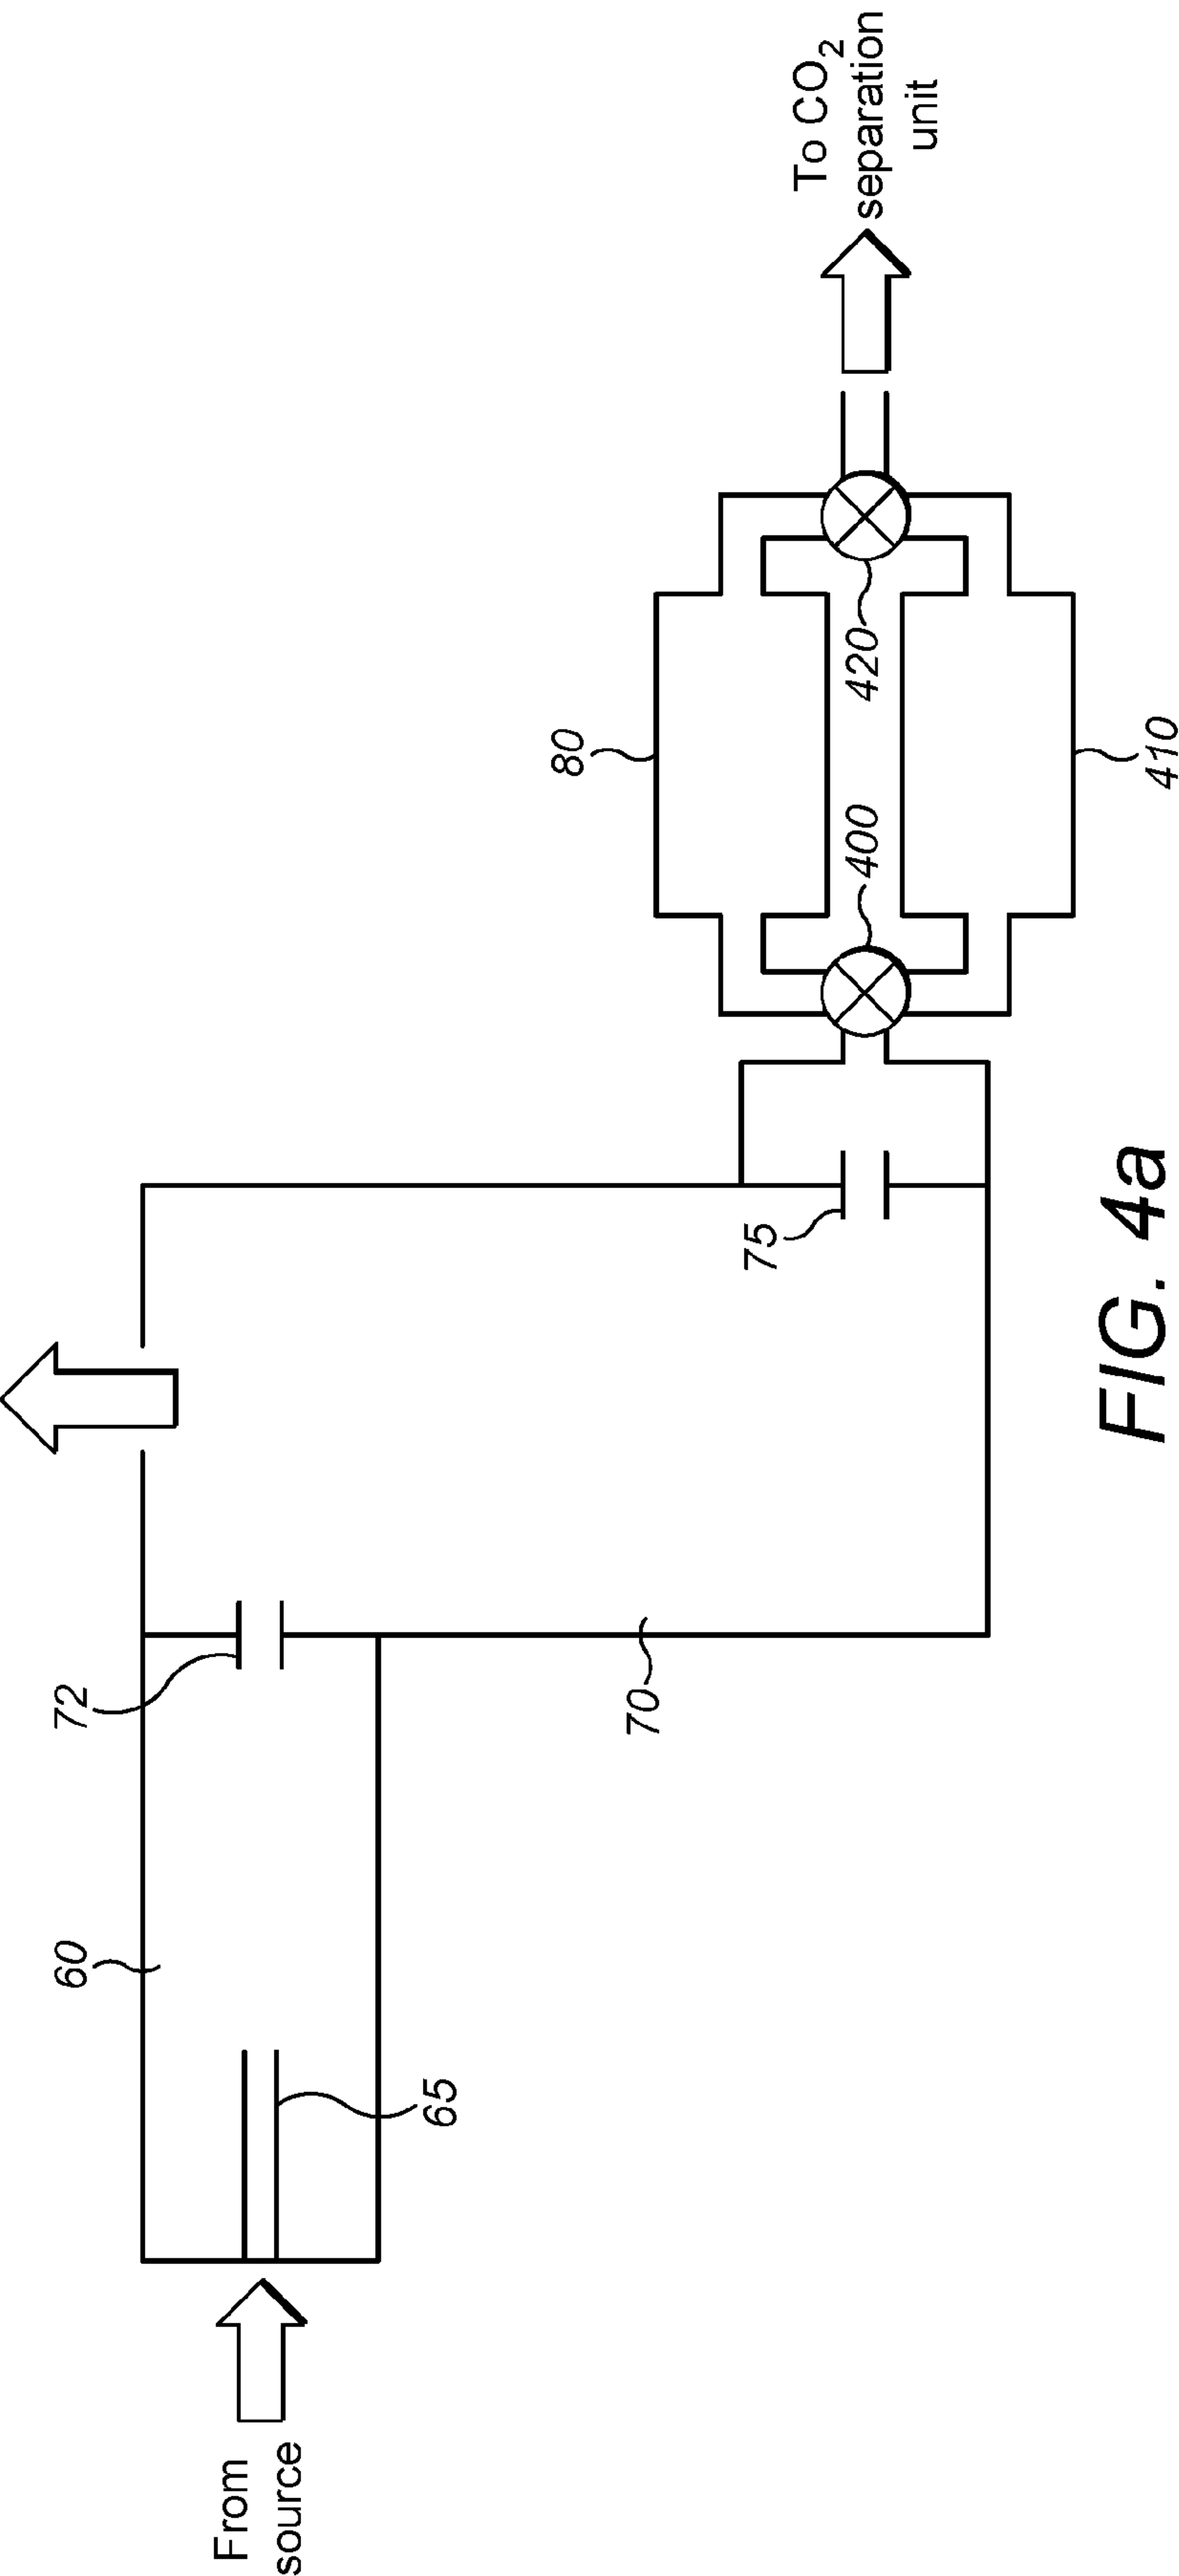 From
source
65
60
72
70
75
80
400
420
410
To CO₂
separation
unit
FIG. 4a